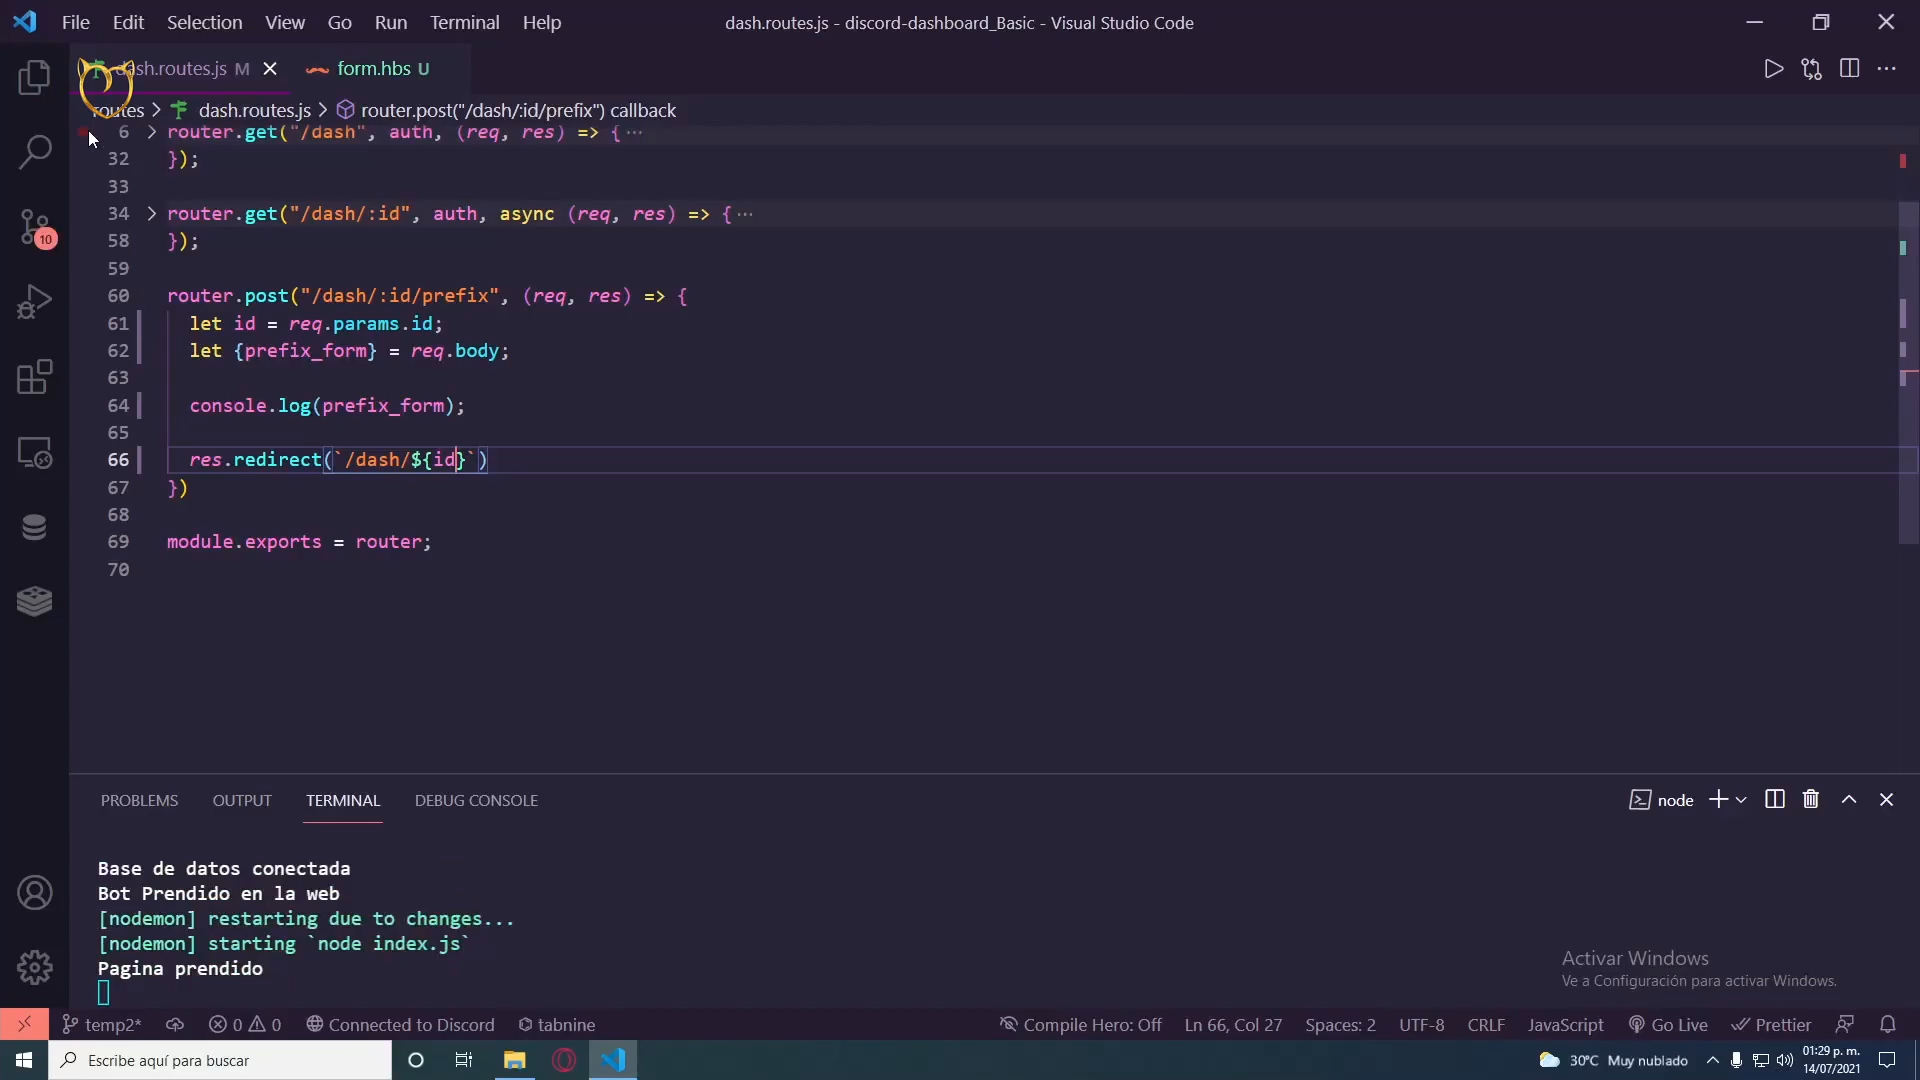 File Edit Selection View Go Run Terminal Help
dash.routes.js - discord-dashboard_Basic - Visual Studio Code
dash.routes.js M
form.hbs U
routes > dash.routes.js > router.post("/dash/:id/prefix") callback
6 router.get("/dash", auth, (req, res) => { ···
32 });
33
34 router.get("/dash/:id", auth, async (req, res) => { ···
58 });
59
60 router.post("/dash/:id/prefix", (req, res) => {
61 let id = req.params.id;
62 let {prefix_form} = req.body;
63
64 console.log(prefix_form);
65
66 res.redirect(`/dash/${id}`)
67 })
68
69 module.exports = router;
70
10
PROBLEMS OUTPUT TERMINAL DEBUG CONSOLE
node
Base de datos conectada
Bot Prendido en la web
[nodemon] restarting due to changes...
[nodemon] starting `node index.js`
Pagina prendido
Activar Windows
Ve a Configuración para activar Windows.
temp2* 0 0 Connected to Discord tabnine
Compile Hero: Off Ln 66, Col 27 Spaces: 2 UTF-8 CRLF JavaScript Go Live Prettier
Escribe aquí para buscar
30°C Muy nublado
01:29 p. m.
14/07/2021